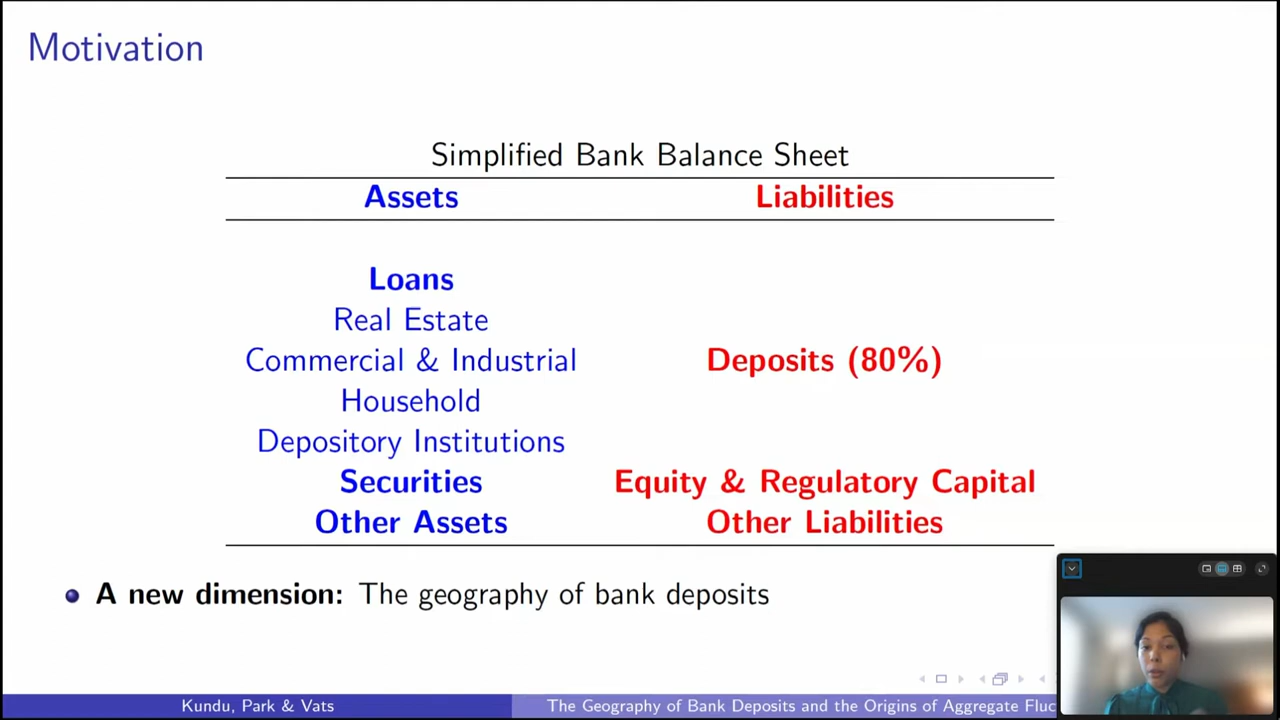 Motivation
Simplified Bank Balance Sheet
Assets Liabilities
Loans
Real Estate
Commercial & Industrial Deposits (80%)
Household
Depository Institutions
Securities Equity & Regulatory Capital
Other Assets Other Liabilities
A new dimension: The geography of bank deposits
Kundu, Park & Vats The Geography of Bank Deposits and the Origins of Aggregate Fluc